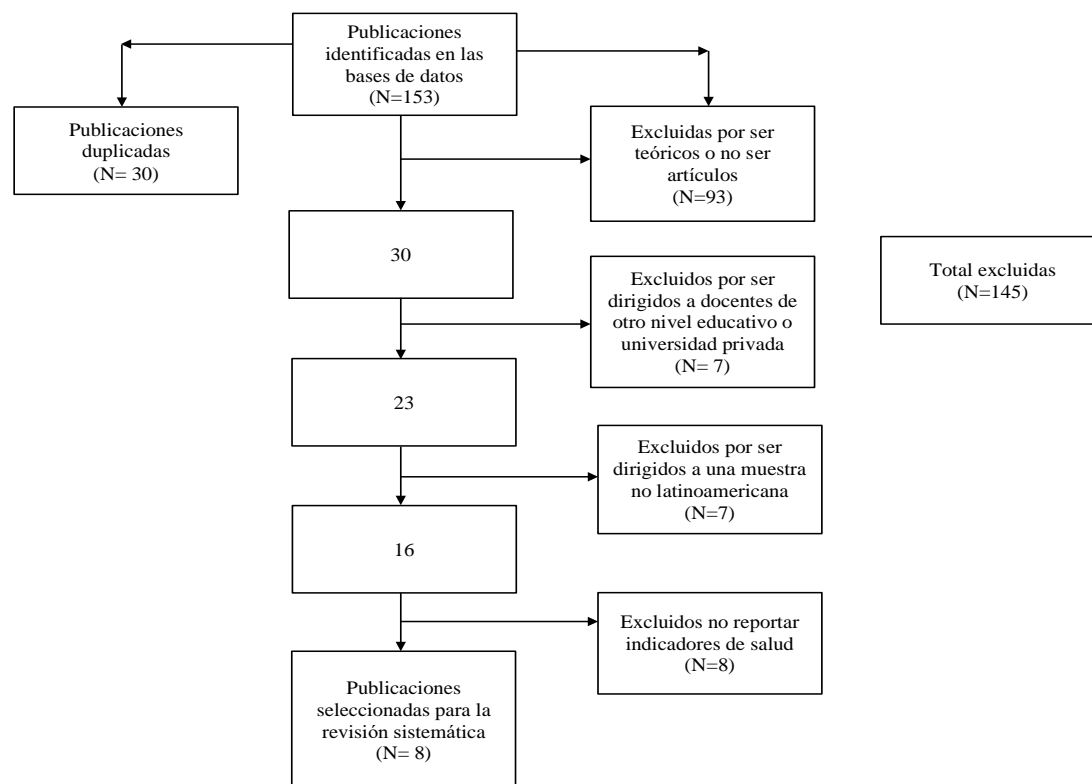 Publicaciones
identificadas en las
bases de datos
(N=153)
Publicaciones
duplicadas
(N= 30)
Excluidas por ser
teóricos o no ser
artículos
(N=93)
30
Excluidos por ser
dirigidos a docentes de
otro nivel educativo o
universidad privada
(N= 7)
Total excluidas
(N=145)
23
Excluidos por ser
dirigidos a una muestra
no latinoamericana
(N=7)
16
Excluidos no reportar
indicadores de salud
(N=8)
Publicaciones
seleccionadas para la
revisión sistemática
(N= 8)